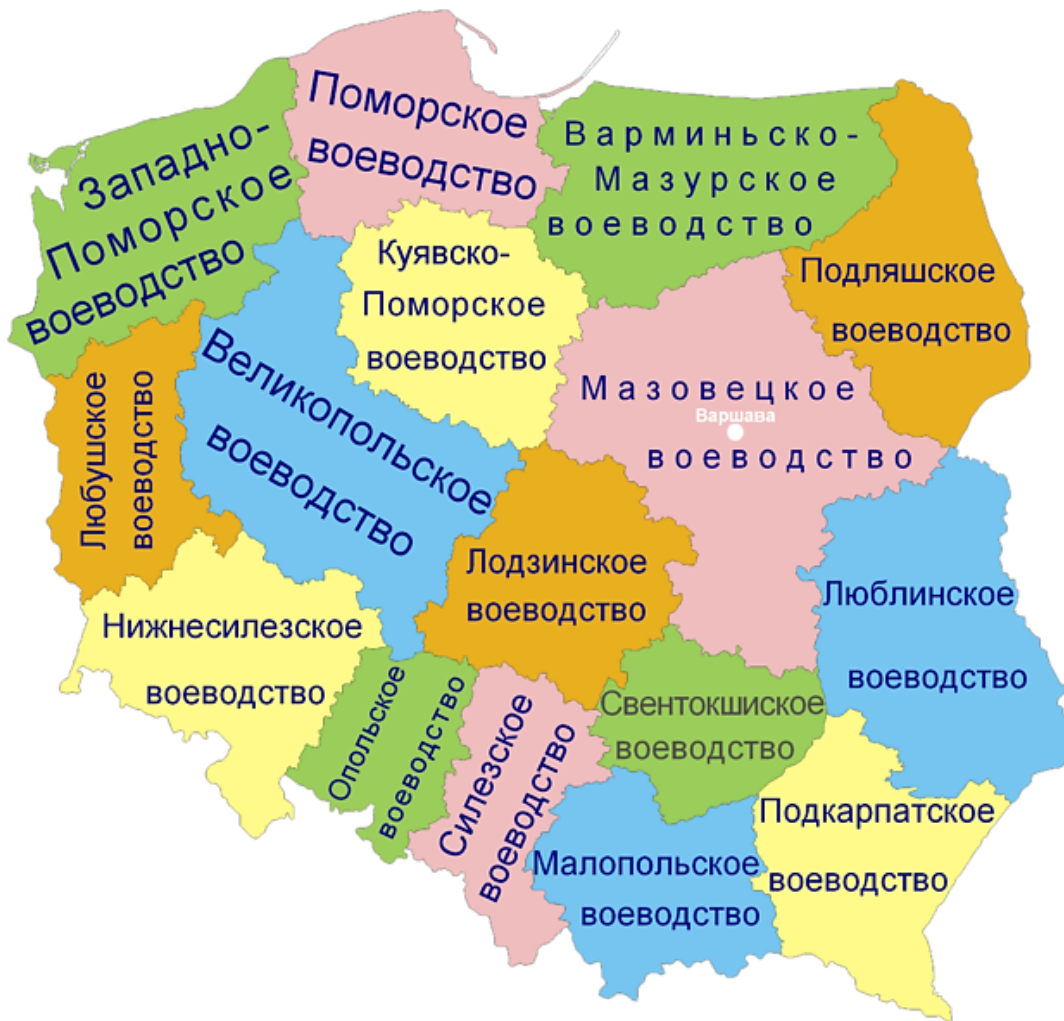 Поморское
воеводство
Западно-
Поморское
воеводство
Варминьско-
Мазурское
воеводство
Куявско-
Поморское
воеводство
Подляшское
воеводство
Великопольское
воеводство
Мазовецкое
Варшава
воеводство
Любушское
воеводство
Лодзинское
воеводство
Люблинское
воеводство
Нижнесилезское
воеводство
Опольское
воеводство
Силезское
воеводство
Свентокшиское
воеводство
Малопольское
воеводство
Подкарпатское
воеводство